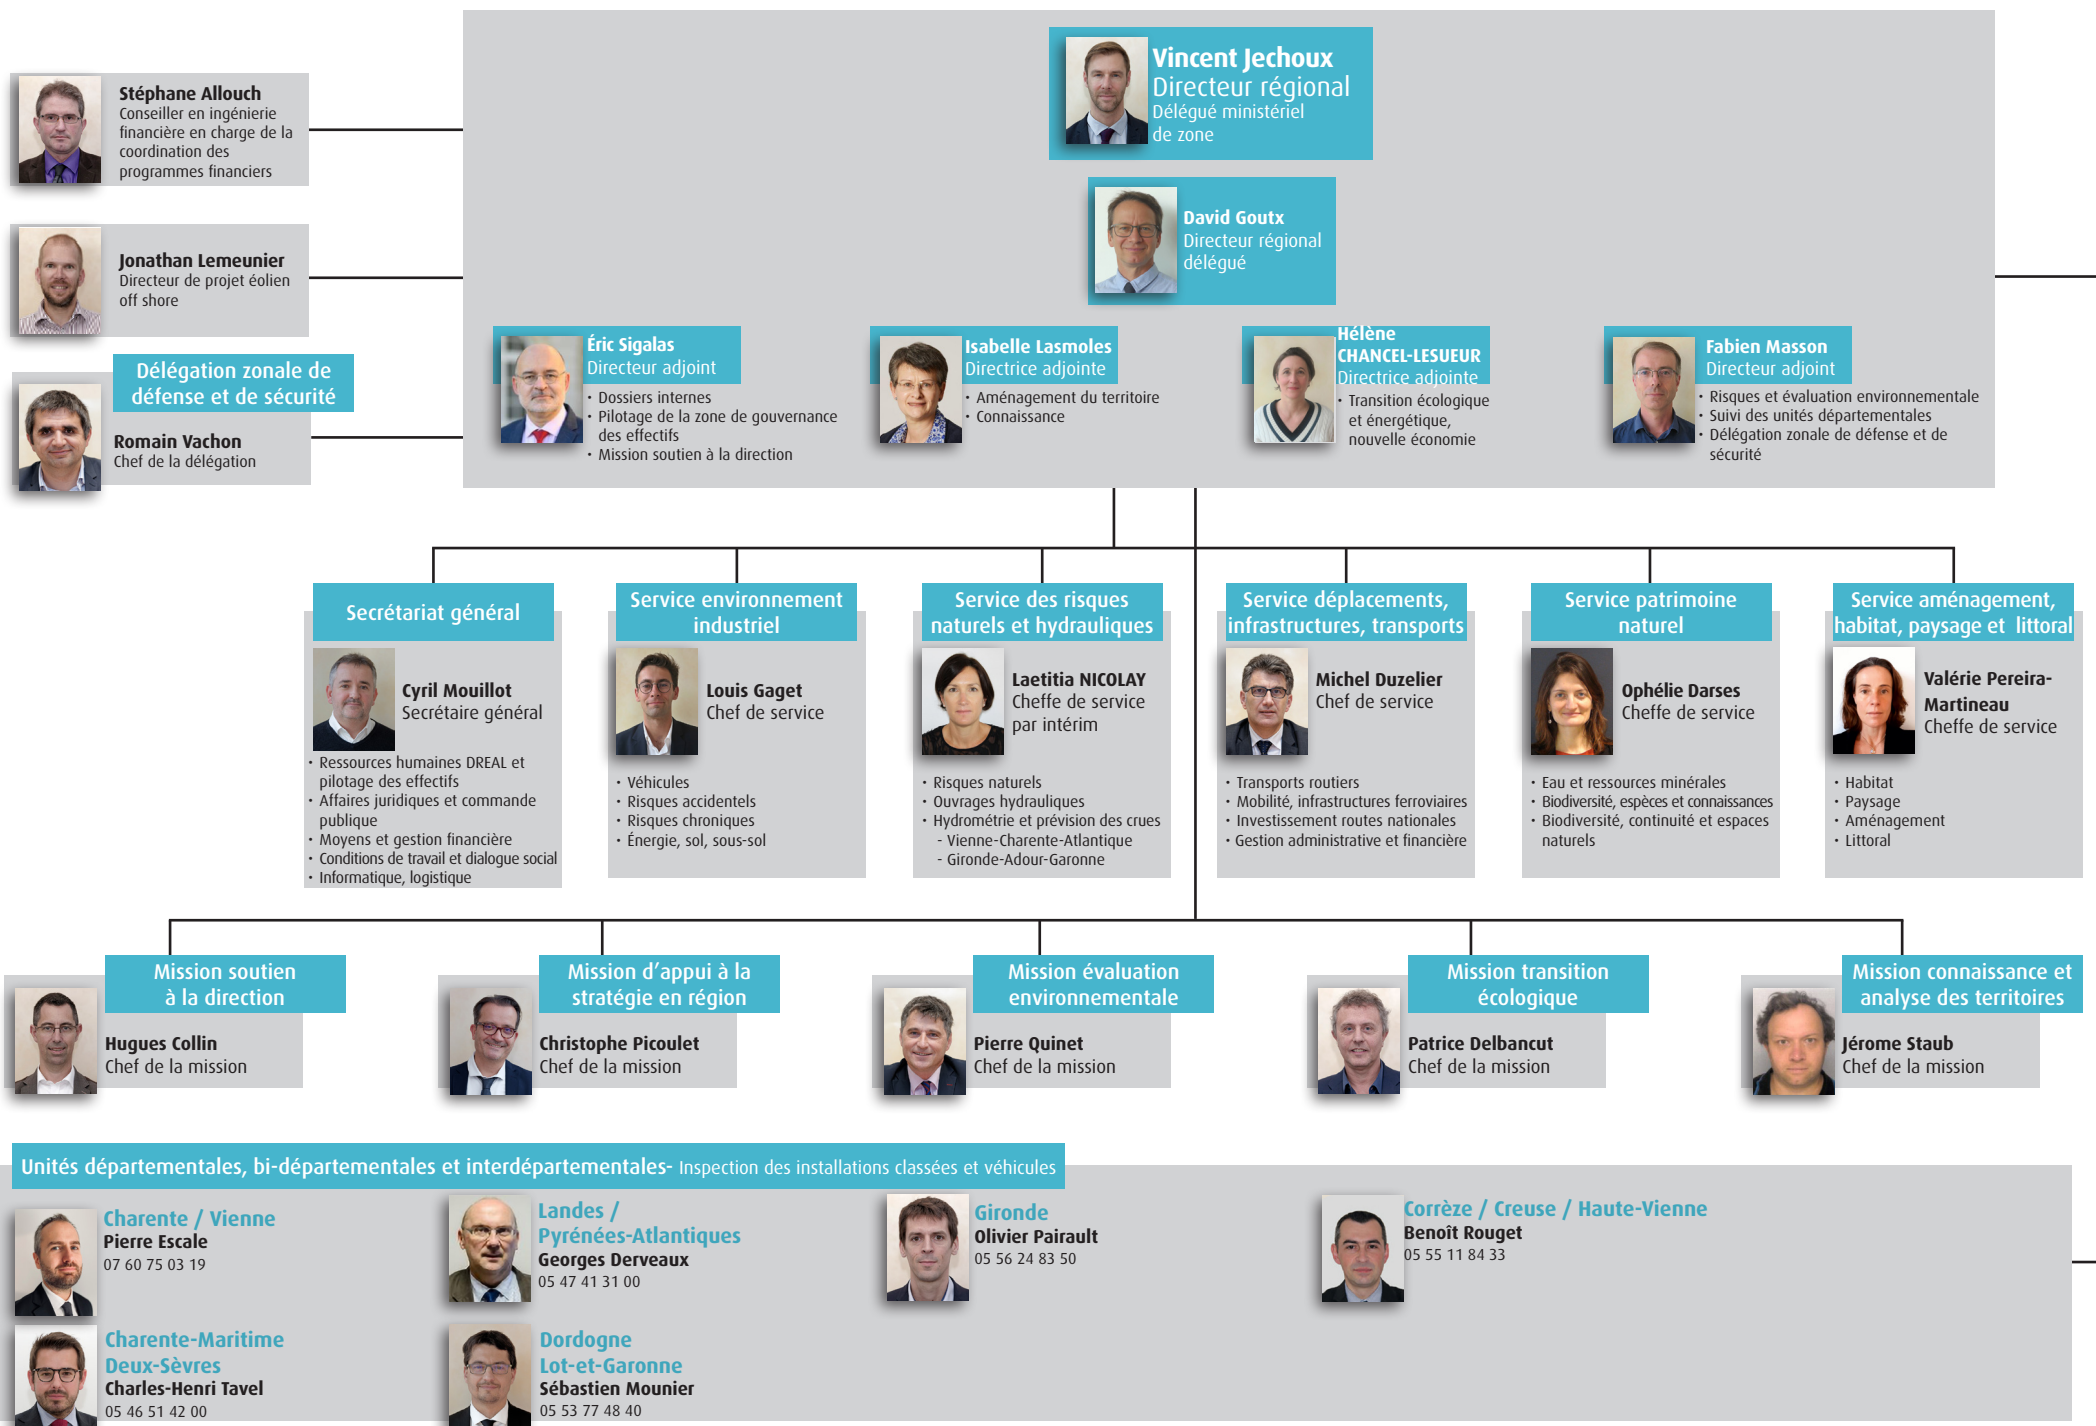 Vincent Jechoux
Directeur régional
Délégué ministériel
de zone
David Goutx
Directeur régional
délégué
Stéphane Allouch
Conseiller en ingénierie
financière en charge de la
coordination des
programmes financiers
Jonathan Lemeunier
Directeur de projet éolien
off shore
Délégation zonale de
défense et de sécurité
Romain Vachon
Chef de la délégation
Éric Sigalas
Directeur adjoint
• Dossiers internes
• Pilotage de la zone de gouvernance
des effectifs
• Mission soutien à la direction
Isabelle Lasmoles
Directrice adjointe
• Aménagement du territoire
• Connaissance
Hélène
CHANCEL-LESUEUR
Directrice adjointe
• Transition écologique
et énergétique,
nouvelle économie
Fabien Masson
Directeur adjoint
• Risques et évaluation environnementale
• Suivi des unités départementales
• Délégation zonale de défense et de
sécurité
Secrétariat général
Cyril Mouillot
Secrétaire général
• Ressources humaines DREAL et
pilotage des effectifs
• Affaires juridiques et commande
publique
• Moyens et gestion financière
• Conditions de travail et dialogue social
• Informatique, logistique
Service environnement
industriel
Louis Gaget
Chef de service
• Véhicules
• Risques accidentels
• Risques chroniques
• Énergie, sol, sous-sol
Service des risques
naturels et hydrauliques
Laetitia NICOLAY
Cheffe de service
par intérim
• Risques naturels
• Ouvrages hydrauliques
• Hydrométrie et prévision des crues
- Vienne-Charente-Atlantique
- Gironde-Adour-Garonne
Service déplacements,
infrastructures, transports
Michel Duzelier
Chef de service
• Transports routiers
• Mobilité, infrastructures ferroviaires
• Investissement routes nationales
• Gestion administrative et financière
Service patrimoine
naturel
Ophélie Darses
Cheffe de service
• Eau et ressources minérales
• Biodiversité, espèces et connaissances
• Biodiversité, continuité et espaces
naturels
Service aménagement,
habitat, paysage et littoral
Valérie Pereira-
Martineau
Cheffe de service
• Habitat
• Paysage
• Aménagement
• Littoral
Mission soutien
à la direction
Hugues Collin
Chef de la mission
Mission d'appui à la
stratégie en région
Christophe Picoulet
Chef de la mission
Mission évaluation
environnementale
Pierre Quinet
Chef de la mission
Mission transition
écologique
Patrice Delbancut
Chef de la mission
Mission connaissance et
analyse des territoires
Jérome Staub
Chef de la mission
Unités départementales, bi-départementales et interdépartementales- Inspection des installations classées et véhicules
Charente / Vienne
Pierre Escale
07 60 75 03 19
Landes /
Pyrénées-Atlantiques
Georges Derveaux
05 47 41 31 00
Gironde
Olivier Pairault
05 56 24 83 50
Corrèze / Creuse / Haute-Vienne
Benoît Rouget
05 55 11 84 33
Charente-Maritime
Deux-Sèvres
Charles-Henri Tavel
05 46 51 42 00
Dordogne
Lot-et-Garonne
Sébastien Mounier
05 53 77 48 40